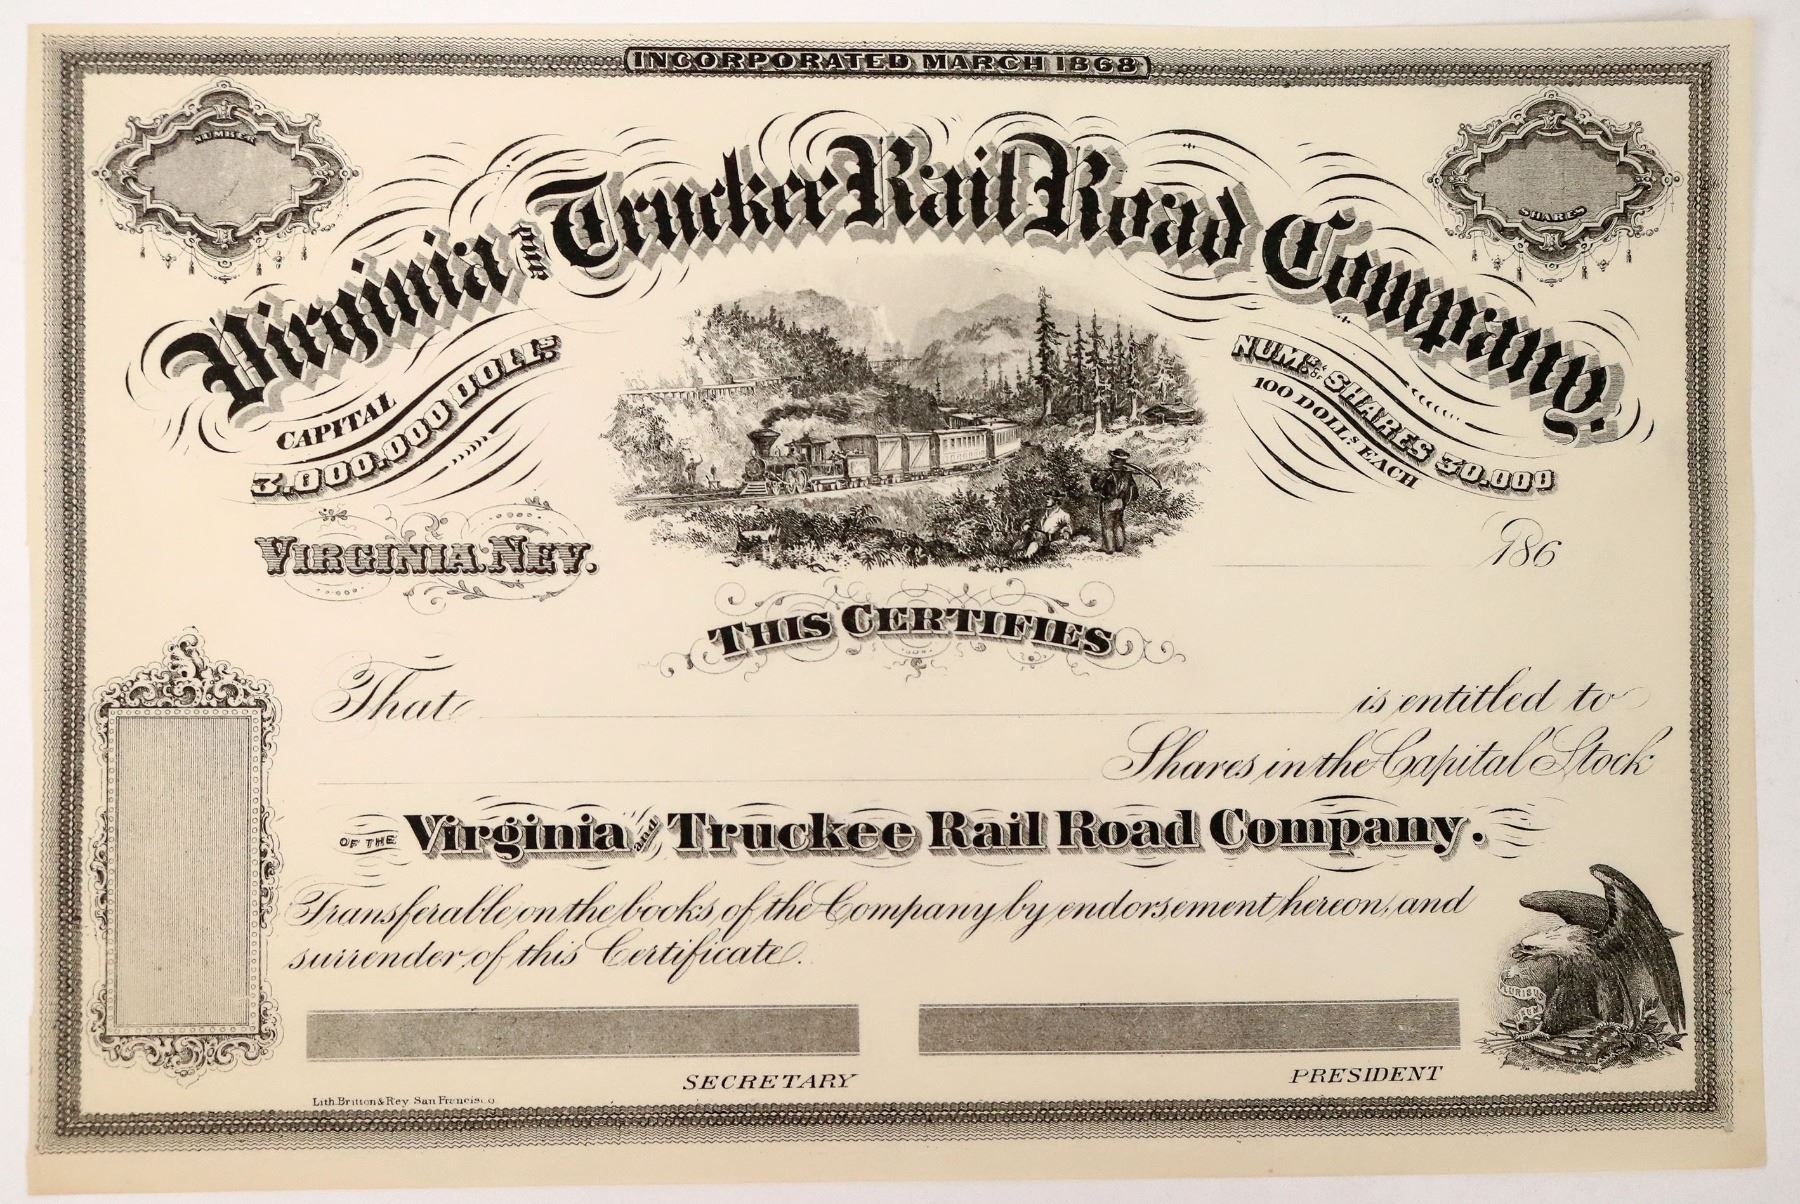 INCORPORATED MARCH 1868
NUMBER
SHARES
Virginia and Truckee Rail Road Company.
CAPITAL
3,000,000 DOLLS.
NUMR. OF SHARES 30.000
100 DOLLS. EACH
VIRGINIA, NEV.
186
THIS CERTIFIES
That is entitled to
Shares in the Capital Stock
OF THE Virginia and Truckee Rail Road Company.
Transferable on the books of the Company by endorsement hereon, and
surrender of this Certificate.
PLURIBUS
UNUM
SECRETARY
PRESIDENT
Lith. Britton & Rey. San Francisco